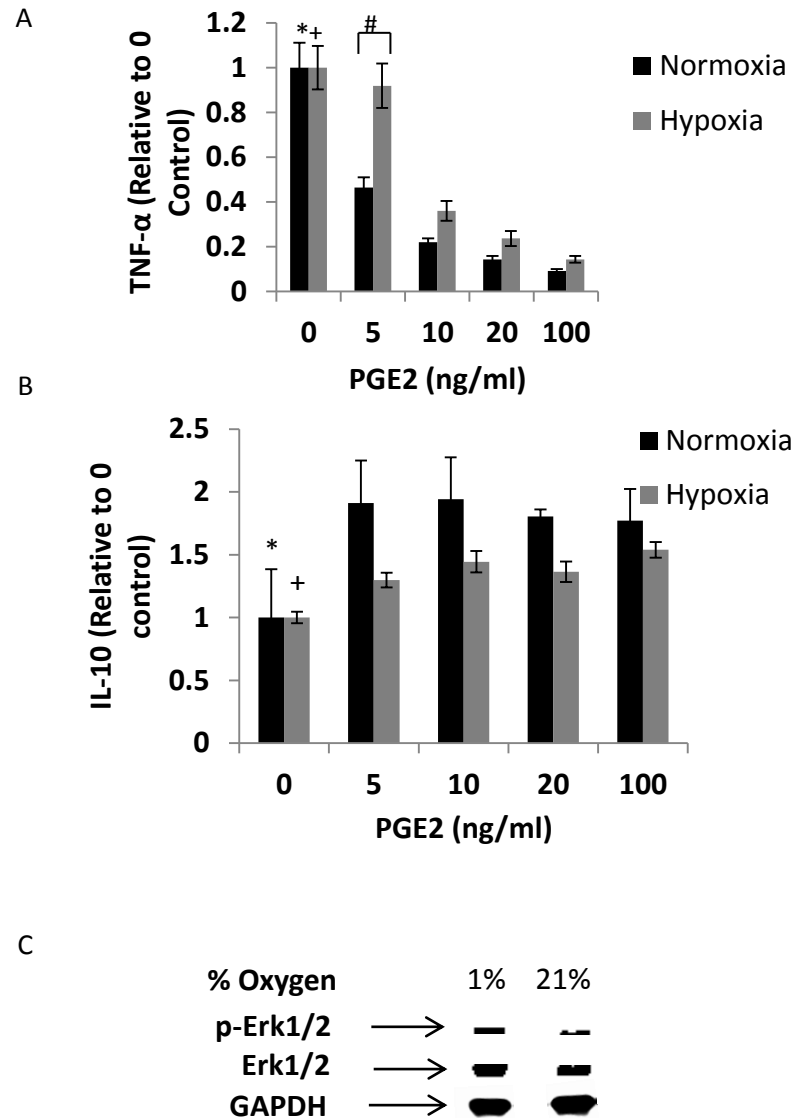 A
TNF-α (Relative to 0
Control)
1.2
1
0.8
0.6
0.4
0.2
0
*
+
#
Normoxia
Hypoxia
0 5 10 20 100
PGE2 (ng/ml)
B
IL-10 (Relative to 0
control)
2.5
2
1.5
1
0.5
0
*
+
Normoxia
Hypoxia
0 5 10 20 100
PGE2 (ng/ml)
C
% Oxygen 1% 21%
p-Erk1/2
Erk1/2
GAPDH